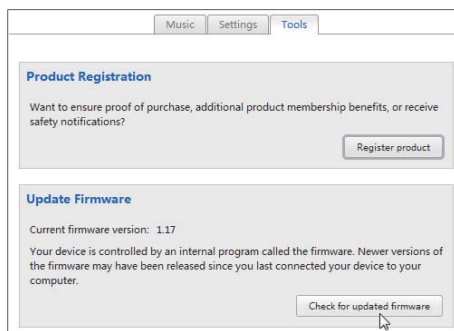 Music Settings Tools
Product Registration
Want to ensure proof of purchase, additional product membership benefits, or receive
safety notifications?
Register product
Update Firmware
Current firmware version: 1.17
Your device is controlled by an internal program called the firmware. Newer versions of
the firmware may have been released since you last connected your device to your
computer.
Check for updated firmware